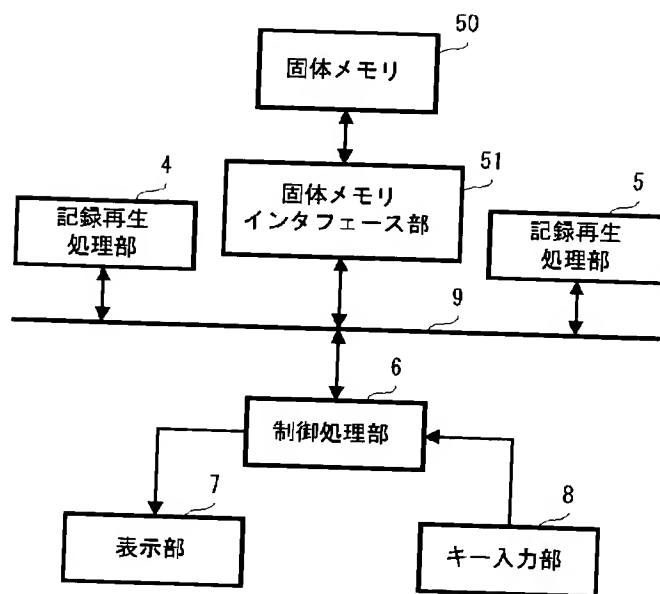 50
固体メモリ
51
固体メモリ
インタフェース部
4
記録再生
処理部
5
記録再生
処理部
9
6
制御処理部
7
表示部
8
キー入力部